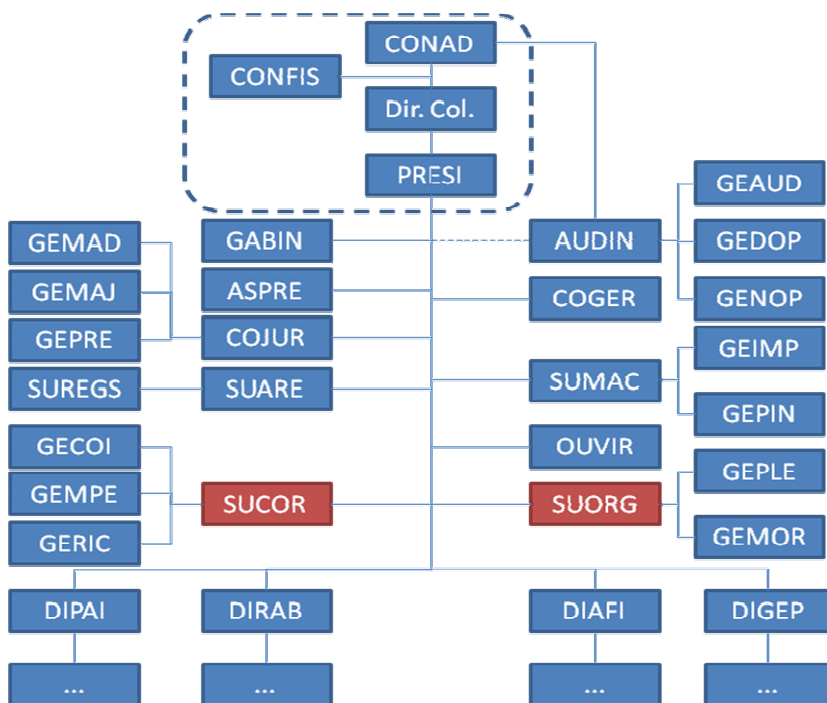 CONAD
CONFIS
Dir. Col.
PRESI
GEAUD
GEMAD
GABIN
AUDIN
GEDOP
GEMAJ
ASPRE
COGER
GENOP
GEPRE
COJUR
GEIMP
SUREGS
SUARE
SUMAC
GEPIN
GECOI
OUVIR
GEPLE
GEMPE
SUCOR
SUORG
GERIC
GEMOR
DIPAI
DIRAB
DIAFI
DIGEP
...
...
...
...